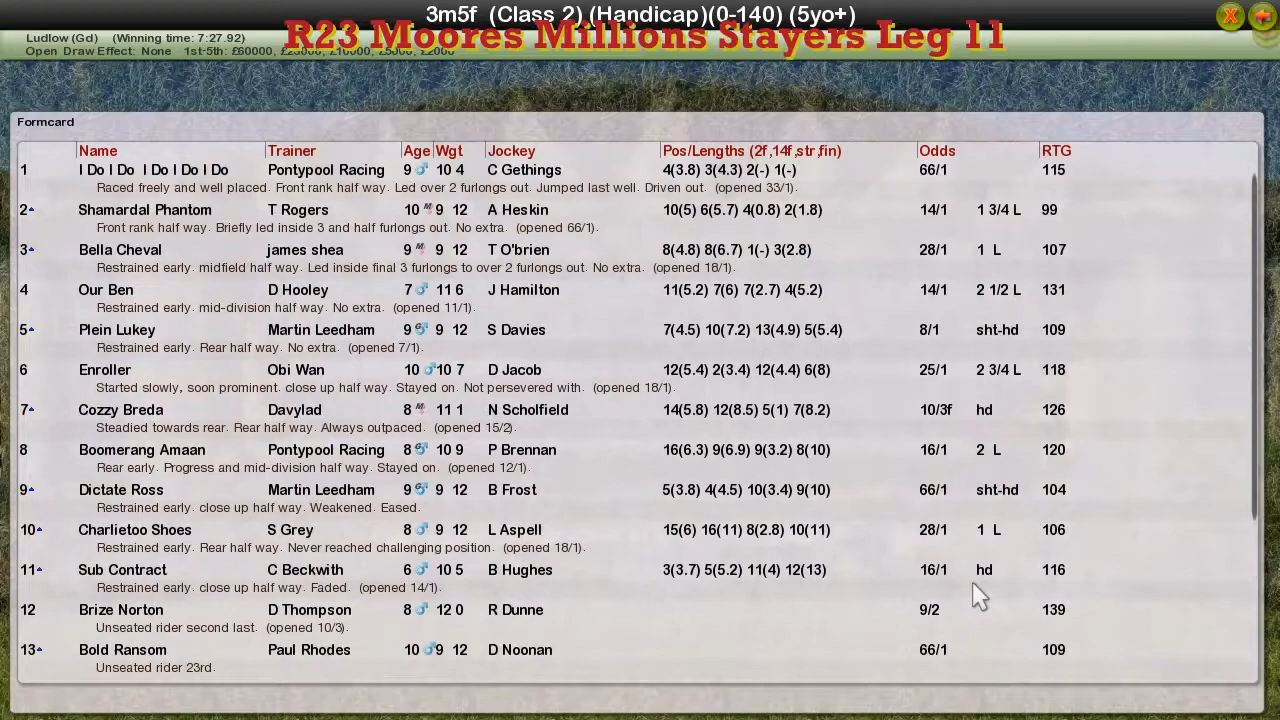 3m5f (Class 2) (Handicap)(0-140) (5yo+)
R23 Moores Millions Stayers Leg 11
Ludlow (Gd) (Winning time: 7:27.92)
Open Draw Effect: None 1st-5th: £60000, £25000, £10000, £5000, £2000
Formcard
Name Trainer Age Wgt Jockey Pos/Lengths (2f,14f,str,fin) Odds RTG
1 I Do I Do I Do I Do I Do Pontypool Racing 9 10 4 C Gethings 4(3.8) 3(4.3) 2(-) 1(-) 66/1 115
Raced freely and well placed. Front rank half way. Led over 2 furlongs out. Jumped last well. Driven out. (opened 33/1).
2 Shamardal Phantom T Rogers 10 9 12 A Heskin 10(5) 6(5.7) 4(0.8) 2(1.8) 14/1 1 3/4 L 99
Front rank half way. Briefly led inside 3 and half furlongs out. No extra. (opened 66/1).
3 Bella Cheval james shea 9 9 12 T O'brien 8(4.8) 8(6.7) 1(-) 3(2.8) 28/1 1 L 107
Restrained early. midfield half way. Led inside final 3 furlongs to over 2 furlongs out. No extra. (opened 18/1).
4 Our Ben D Hooley 7 11 6 J Hamilton 11(5.2) 7(6) 7(2.7) 4(5.2) 14/1 2 1/2 L 131
Restrained early. mid-division half way. No extra. (opened 11/1).
5 Plein Lukey Martin Leedham 9 9 12 S Davies 7(4.5) 10(7.2) 13(4.9) 5(5.4) 8/1 sht-hd 109
Restrained early. Rear half way. No extra. (opened 7/1).
6 Enroller Obi Wan 10 10 7 D Jacob 12(5.4) 2(3.4) 12(4.4) 6(8) 25/1 2 3/4 L 118
Started slowly, soon prominent. close up half way. Stayed on. Not persevered with. (opened 18/1).
7 Cozzy Breda Davylad 8 11 1 N Scholfield 14(5.8) 12(8.5) 5(1) 7(8.2) 10/3f hd 126
Steadied towards rear. Rear half way. Always outpaced. (opened 15/2).
8 Boomerang Amaan Pontypool Racing 8 10 9 P Brennan 16(6.3) 9(6.9) 9(3.2) 8(10) 16/1 2 L 120
Rear early. Progress and mid-division half way. Stayed on. (opened 12/1).
9 Dictate Ross Martin Leedham 9 9 12 B Frost 5(3.8) 4(4.5) 10(3.4) 9(10) 66/1 sht-hd 104
Restrained early. close up half way. Weakened. Eased.
10 Charlietoo Shoes S Grey 8 9 12 L Aspell 15(6) 16(11) 8(2.8) 10(11) 28/1 1 L 106
Restrained early. Rear half way. Never reached challenging position. (opened 18/1).
11 Sub Contract C Beckwith 6 10 5 B Hughes 3(3.7) 5(5.2) 11(4) 12(13) 16/1 hd 116
Restrained early. close up half way. Faded. (opened 14/1).
12 Brize Norton D Thompson 8 12 0 R Dunne 9/2 139
Unseated rider second last. (opened 10/3).
13 Bold Ransom Paul Rhodes 10 9 12 D Noonan 66/1 109
Unseated rider 23rd.